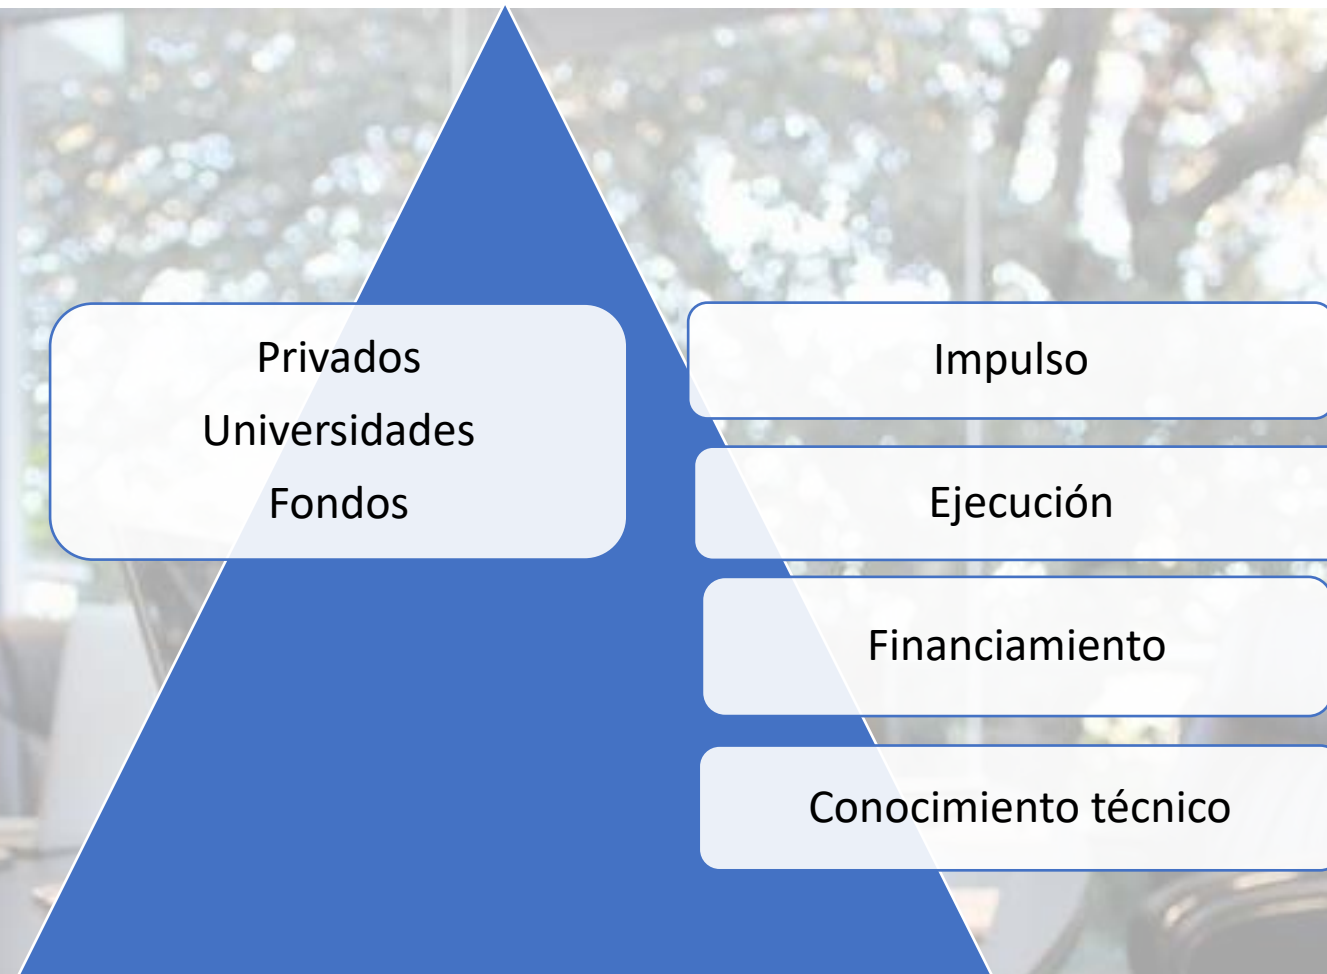 Privados
Universidades
Fondos
Impulso
Ejecución
Financiamiento
Conocimiento técnico